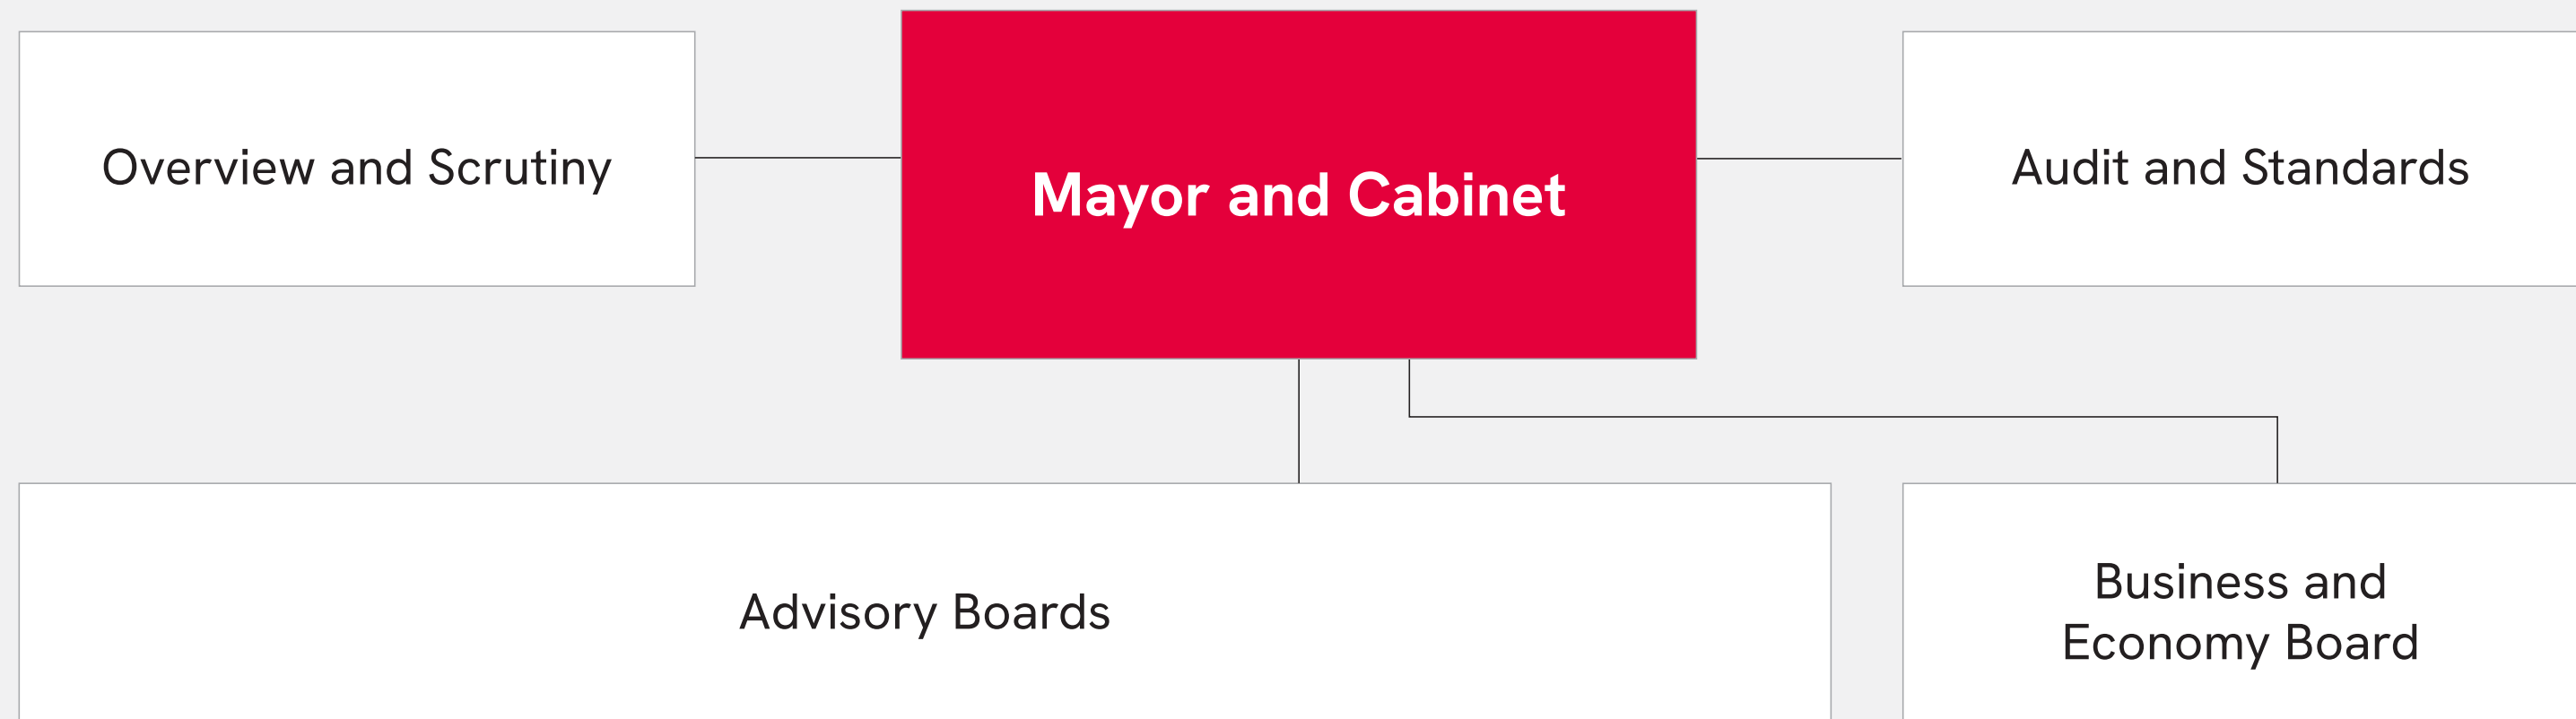 Overview and Scrutiny
Mayor and Cabinet
Audit and Standards
Advisory Boards
Business and
Economy Board